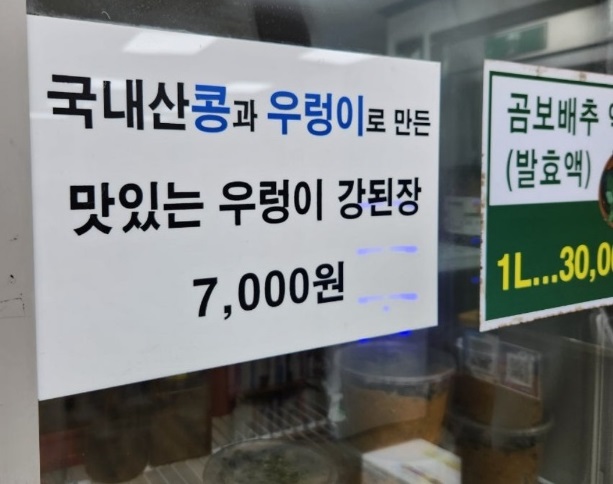 국내산콩과 우렁이로 만든
맛있는 우렁이 강된장
7,000원
곰보배추
(발효액)
1L...30,00